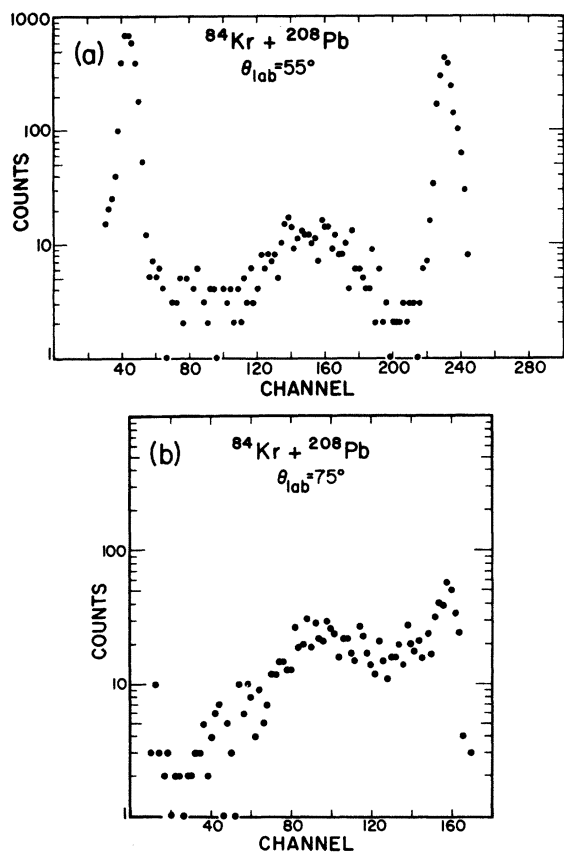 (a)
⁸⁴Kr + ²⁰⁸Pb
θlab=55°
1000
100
10
1
COUNTS
40 80 120 160 200 240 280
CHANNEL
(b)
⁸⁴Kr + ²⁰⁸Pb
θlab=75°
100
10
1
COUNTS
40 80 120 160
CHANNEL